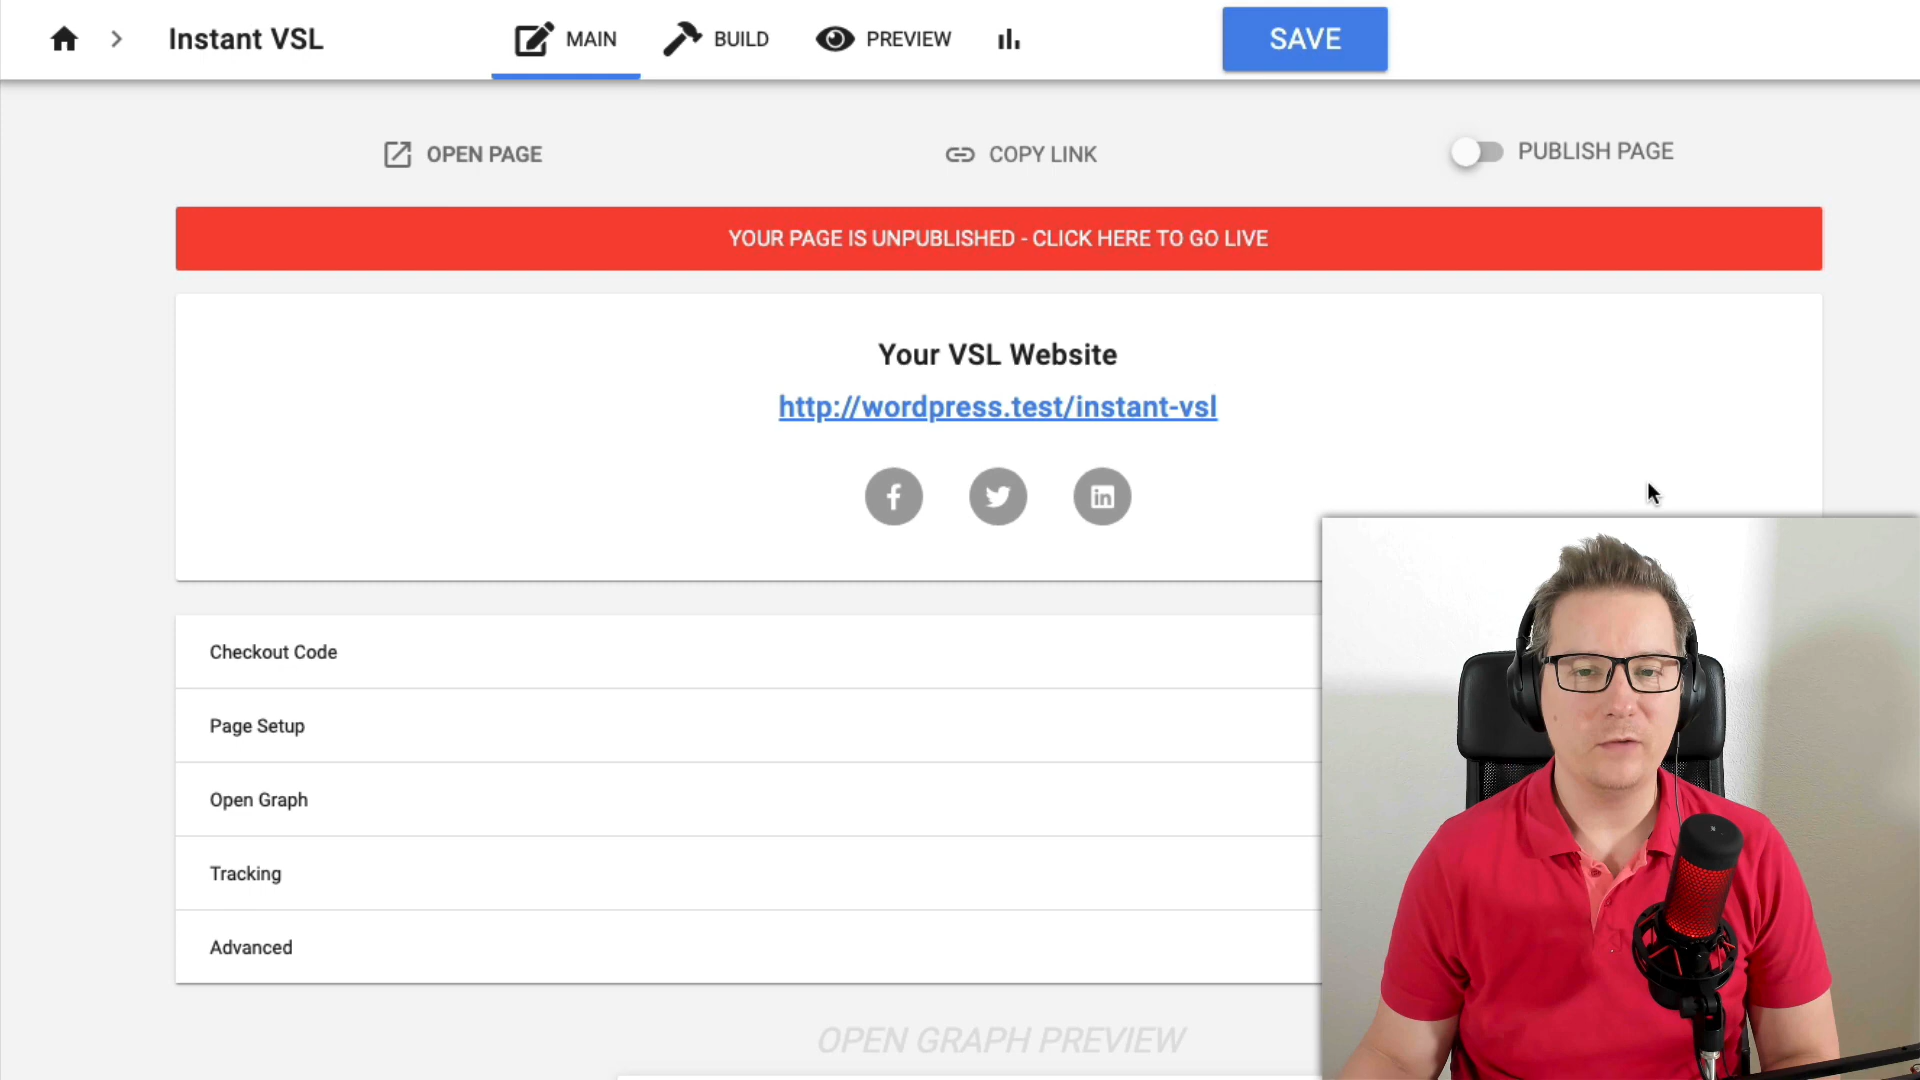 Instant VSL
MAIN
BUILD
PREVIEW
SAVE
OPEN PAGE
COPY LINK
PUBLISH PAGE
YOUR PAGE IS UNPUBLISHED - CLICK HERE TO GO LIVE
Your VSL Website
http://wordpress.test/instant-vsl
Checkout Code
Page Setup
Open Graph
Tracking
Advanced
OPEN GRAPH PREVIEW